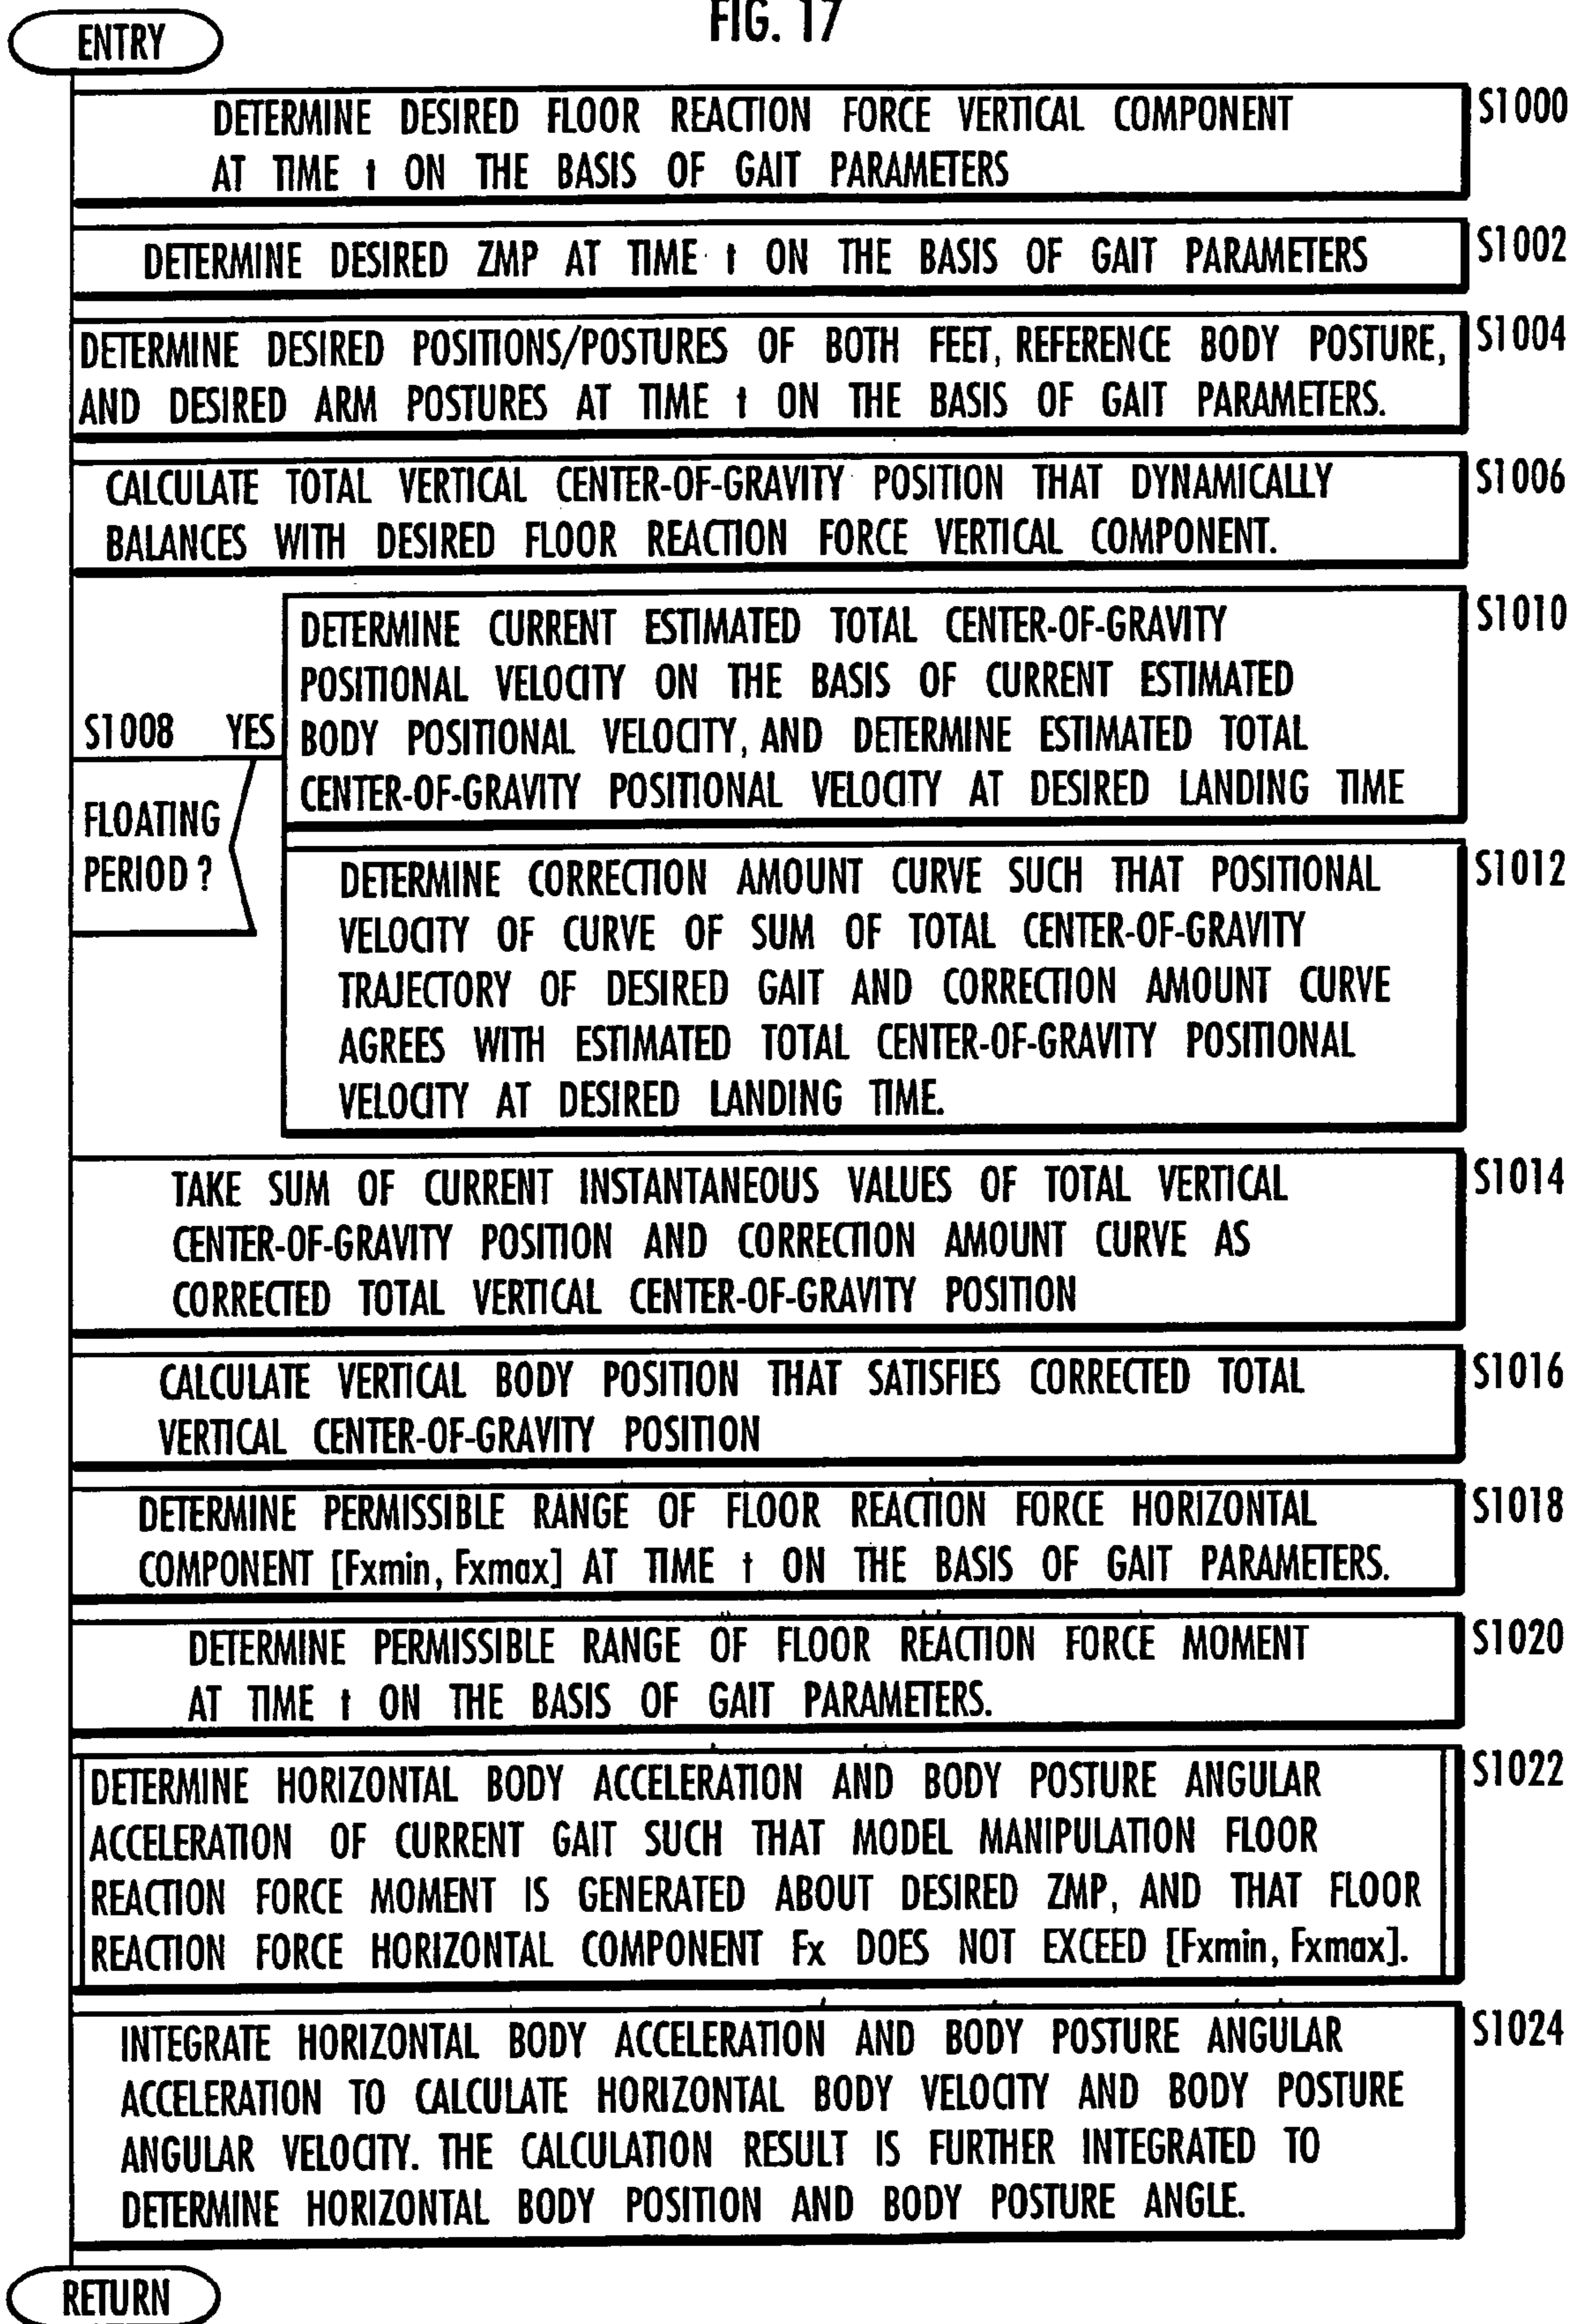 FIG. 17
ENTRY
DETERMINE DESIRED FLOOR REACTION FORCE VERTICAL COMPONENT
AT TIME t ON THE BASIS OF GAIT PARAMETERS
S1000
DETERMINE DESIRED ZMP AT TIME t ON THE BASIS OF GAIT PARAMETERS
S1002
DETERMINE DESIRED POSITIONS/POSTURES OF BOTH FEET, REFERENCE BODY POSTURE,
AND DESIRED ARM POSTURES AT TIME t ON THE BASIS OF GAIT PARAMETERS.
S1004
CALCULATE TOTAL VERTICAL CENTER-OF-GRAVITY POSITION THAT DYNAMICALLY
BALANCES WITH DESIRED FLOOR REACTION FORCE VERTICAL COMPONENT.
S1006
S1008 YES
FLOATING
PERIOD ?
DETERMINE CURRENT ESTIMATED TOTAL CENTER-OF-GRAVITY
POSITIONAL VELOCITY ON THE BASIS OF CURRENT ESTIMATED
BODY POSITIONAL VELOCITY, AND DETERMINE ESTIMATED TOTAL
CENTER-OF-GRAVITY POSITIONAL VELOCITY AT DESIRED LANDING TIME
S1010
DETERMINE CORRECTION AMOUNT CURVE SUCH THAT POSITIONAL
VELOCITY OF CURVE OF SUM OF TOTAL CENTER-OF-GRAVITY
TRAJECTORY OF DESIRED GAIT AND CORRECTION AMOUNT CURVE
AGREES WITH ESTIMATED TOTAL CENTER-OF-GRAVITY POSITIONAL
VELOCITY AT DESIRED LANDING TIME.
S1012
TAKE SUM OF CURRENT INSTANTANEOUS VALUES OF TOTAL VERTICAL
CENTER-OF-GRAVITY POSITION AND CORRECTION AMOUNT CURVE AS
CORRECTED TOTAL VERTICAL CENTER-OF-GRAVITY POSITION
S1014
CALCULATE VERTICAL BODY POSITION THAT SATISFIES CORRECTED TOTAL
VERTICAL CENTER-OF-GRAVITY POSITION
S1016
DETERMINE PERMISSIBLE RANGE OF FLOOR REACTION FORCE HORIZONTAL
COMPONENT [Fxmin, Fxmax] AT TIME t ON THE BASIS OF GAIT PARAMETERS.
S1018
DETERMINE PERMISSIBLE RANGE OF FLOOR REACTION FORCE MOMENT
AT TIME t ON THE BASIS OF GAIT PARAMETERS.
S1020
DETERMINE HORIZONTAL BODY ACCELERATION AND BODY POSTURE ANGULAR
ACCELERATION OF CURRENT GAIT SUCH THAT MODEL MANIPULATION FLOOR
REACTION FORCE MOMENT IS GENERATED ABOUT DESIRED ZMP, AND THAT FLOOR
REACTION FORCE HORIZONTAL COMPONENT Fx DOES NOT EXCEED [Fxmin, Fxmax].
S1022
INTEGRATE HORIZONTAL BODY ACCELERATION AND BODY POSTURE ANGULAR
ACCELERATION TO CALCULATE HORIZONTAL BODY VELOCITY AND BODY POSTURE
ANGULAR VELOCITY. THE CALCULATION RESULT IS FURTHER INTEGRATED TO
DETERMINE HORIZONTAL BODY POSITION AND BODY POSTURE ANGLE.
S1024
RETURN